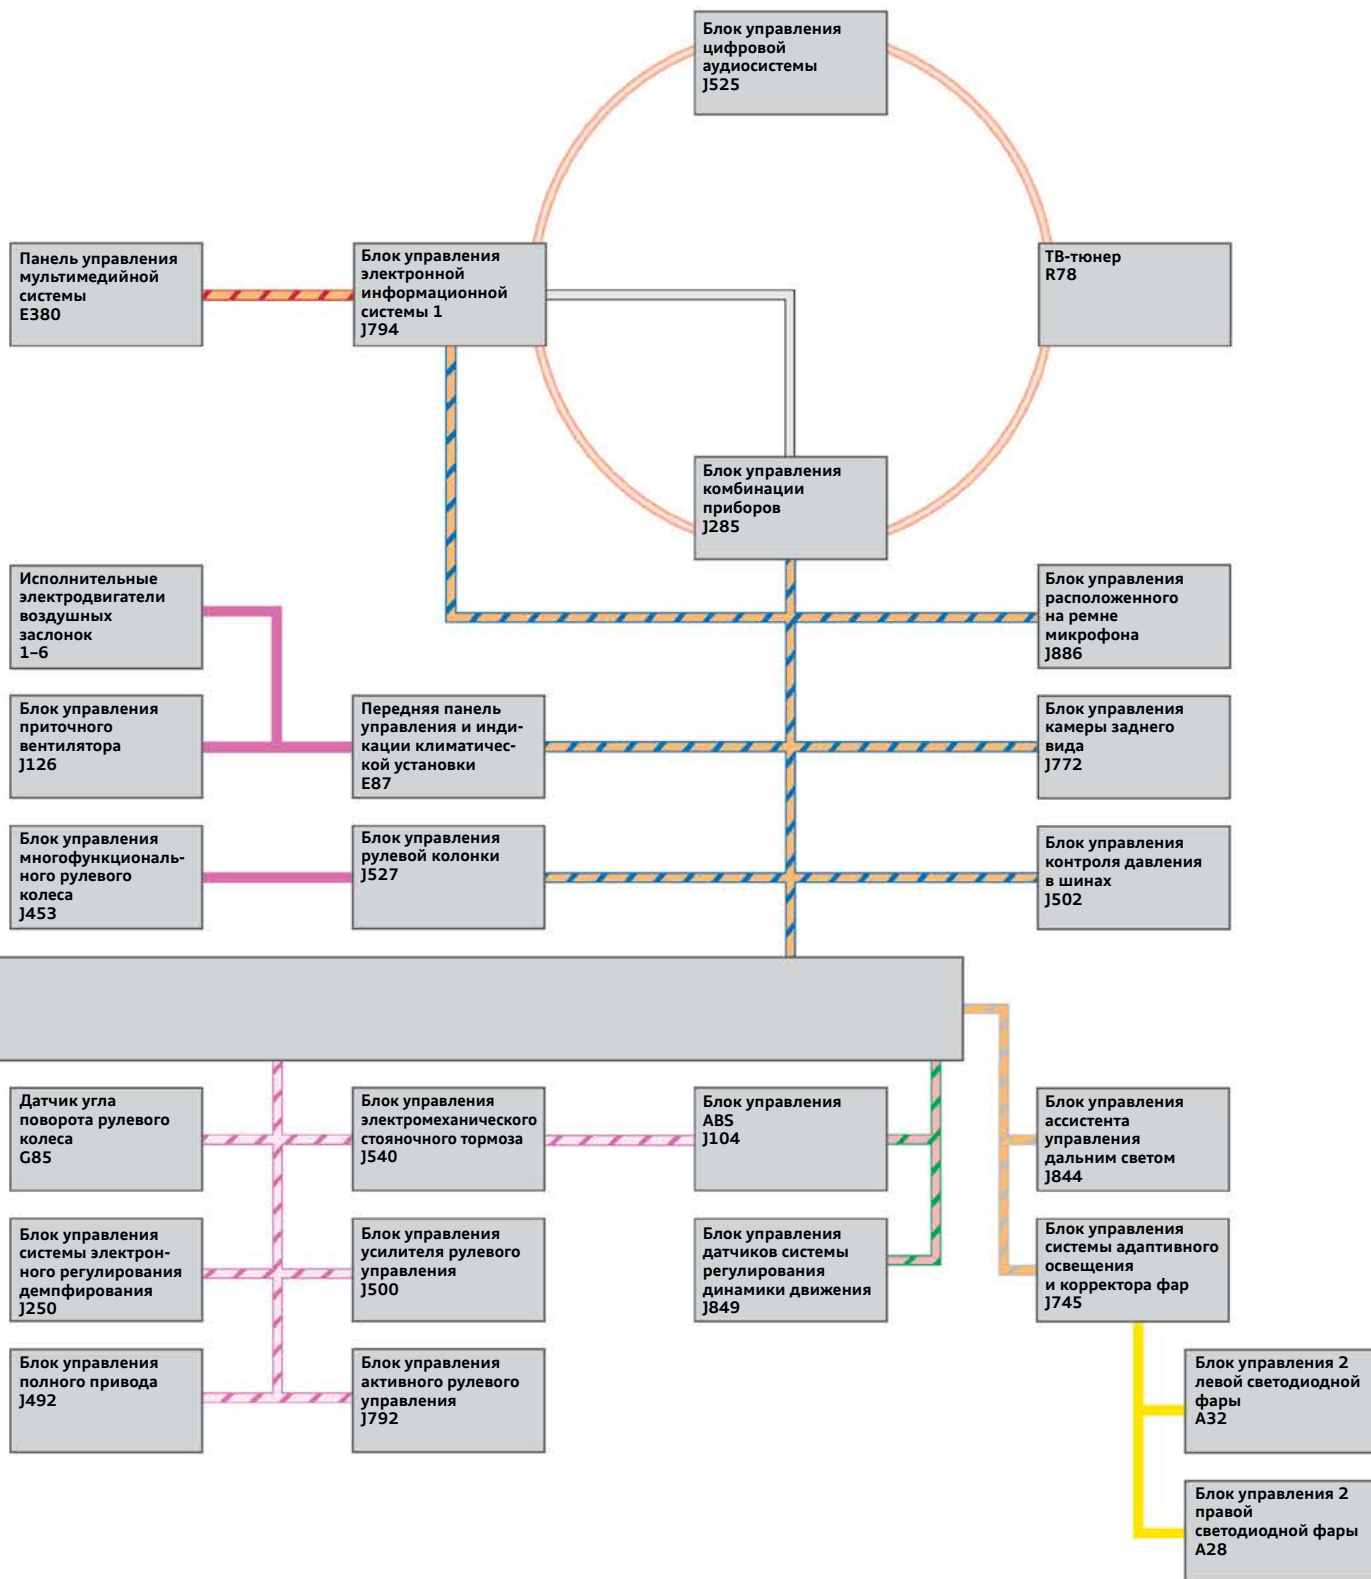 Блок управления
цифровой
аудиосистемы
J525
Панель управления
мультимедийной
системы
E380
Блок управления
электронной
информационной
системы 1
J794
ТВ-тюнер
R78
Блок управления
комбинации
приборов
J285
Исполнительные
электродвигатели
воздушных
заслонок
1–6
Блок управления
расположенного
на ремне
микрофона
J886
Блок управления
приточного
вентилятора
J126
Передняя панель
управления и инди-
кации климатичес-
кой установки
E87
Блок управления
камеры заднего
вида
J772
Блок управления
многофункциональ-
ного рулевого
колеса
J453
Блок управления
рулевой колонки
J527
Блок управления
контроля давления
в шинах
J502
Датчик угла
поворота рулевого
колеса
G85
Блок управления
электромеханического
стояночного тормоза
J540
Блок управления
ABS
J104
Блок управления
ассистента
управления
дальним светом
J844
Блок управления
системы электрон-
ного регулирования
демпфирования
J250
Блок управления
усилителя рулевого
управления
J500
Блок управления
датчиков системы
регулирования
динамики движения
J849
Блок управления
системы адаптивного
освещения
и корректора фар
J745
Блок управления
полного привода
J492
Блок управления
активного рулевого
управления
J792
Блок управления 2
левой светодиодной
фары
A32
Блок управления 2
правой
светодиодной фары
A28